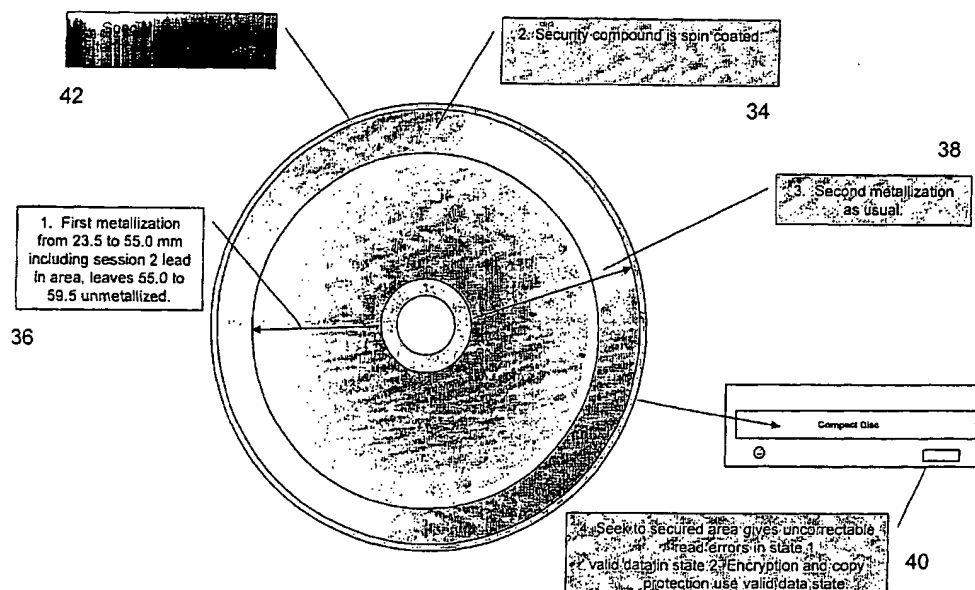 42
2. Security compound is spin coated.
34
38
3. Second metallization
as usual.
1. First metallization
from 23.5 to 55.0 mm
including session 2 lead
in area, leaves 55.0 to
59.5 unmetallized.
36
Compact Disc
4. Seek to secured area gives uncorrectable
read errors in state 1,
valid data in state 2. Encryption and copy
protection use valid data state.
40